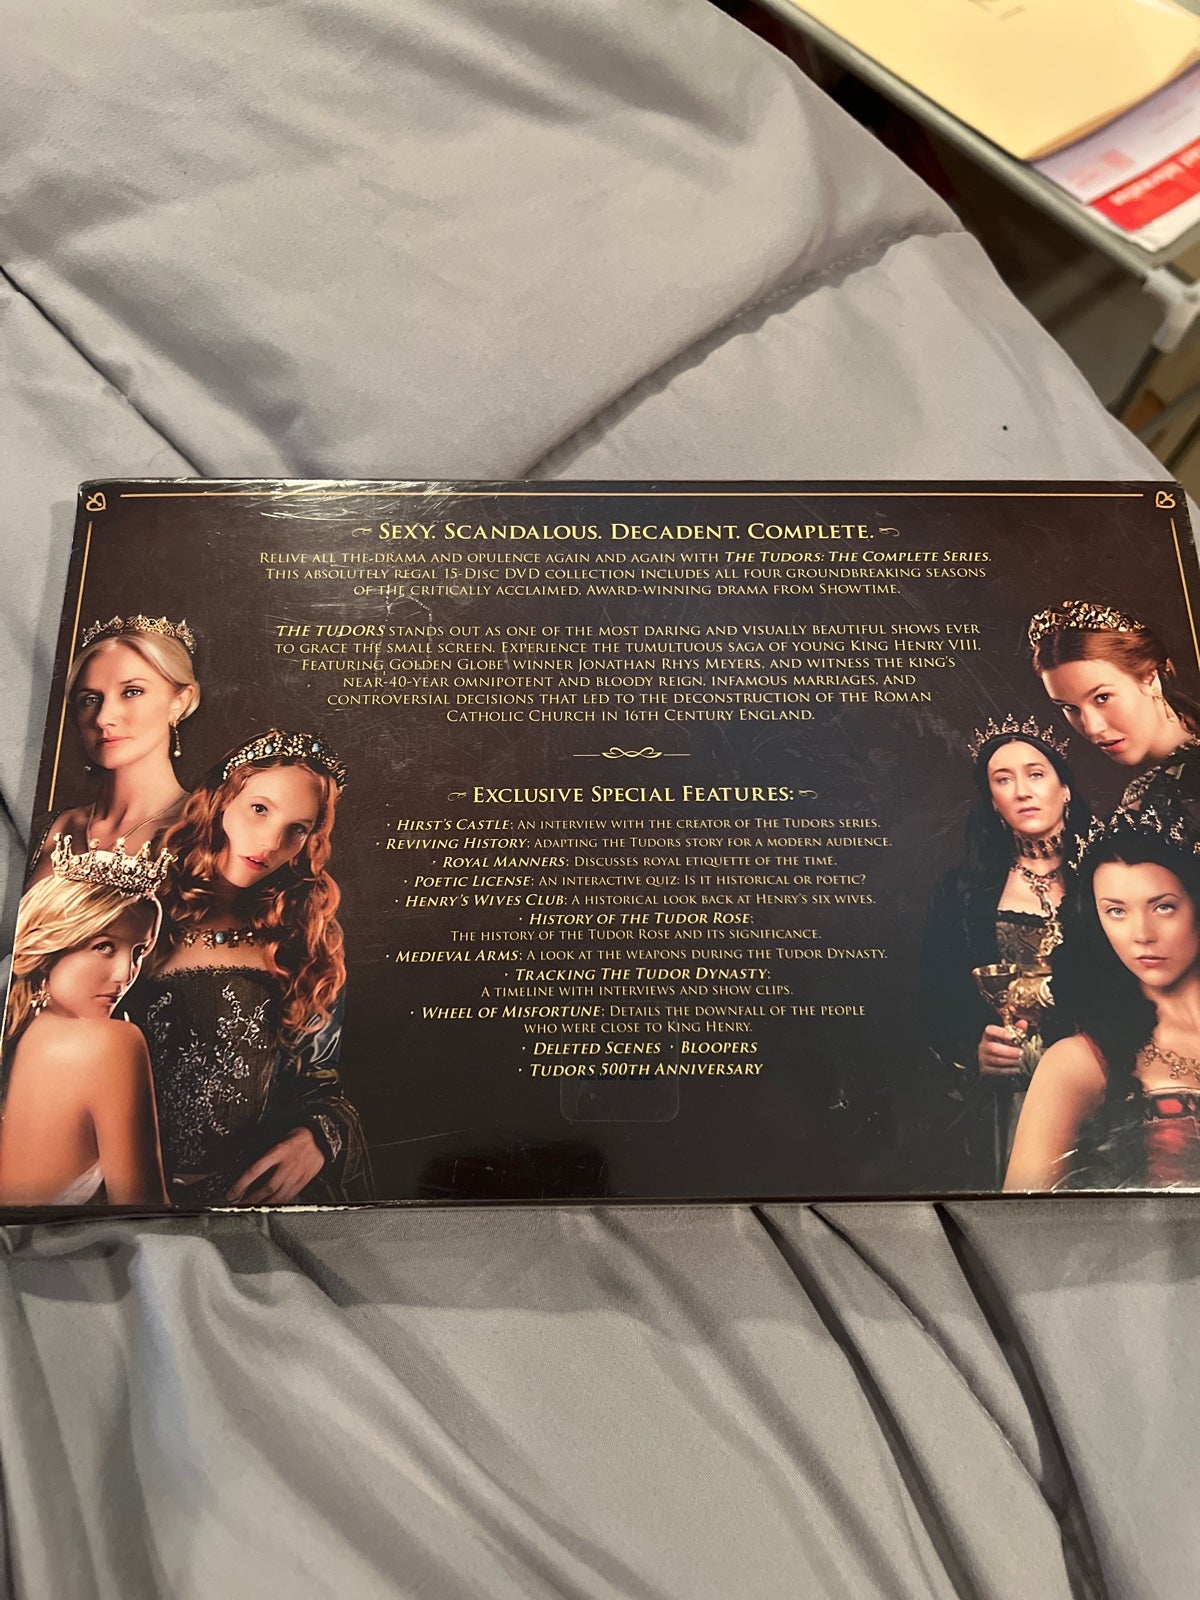 SEXY. SCANDALOUS. DECADENT. COMPLETE.
RELIVE ALL THE DRAMA AND OPULENCE AGAIN AND AGAIN WITH THE TUDORS: THE COMPLETE SERIES.
THIS ABSOLUTELY REGAL 15-DISC DVD COLLECTION INCLUDES ALL FOUR GROUNDBREAKING SEASONS
OF THE CRITICALLY ACCLAIMED, AWARD-WINNING DRAMA FROM SHOWTIME.
THE TUDORS STANDS OUT AS ONE OF THE MOST DARING AND VISUALLY BEAUTIFUL SHOWS EVER
TO GRACE THE SMALL SCREEN. EXPERIENCE THE TUMULTUOUS SAGA OF YOUNG KING HENRY VIII,
FEATURING GOLDEN GLOBE® WINNER JONATHAN RHYS MEYERS, AND WITNESS THE KING'S
NEAR-40-YEAR OMNIPOTENT AND BLOODY REIGN, INFAMOUS MARRIAGES, AND
CONTROVERSIAL DECISIONS THAT LED TO THE DECONSTRUCTION OF THE ROMAN
CATHOLIC CHURCH IN 16TH CENTURY ENGLAND.
EXCLUSIVE SPECIAL FEATURES:
· HIRST'S CASTLE: AN INTERVIEW WITH THE CREATOR OF THE TUDORS SERIES.
· REVIVING HISTORY: ADAPTING THE TUDORS STORY FOR A MODERN AUDIENCE.
· ROYAL MANNERS: DISCUSSES ROYAL ETIQUETTE OF THE TIME.
· POETIC LICENSE: AN INTERACTIVE QUIZ: IS IT HISTORICAL OR POETIC?
· HENRY'S WIVES CLUB: A HISTORICAL LOOK BACK AT HENRY'S SIX WIVES.
· HISTORY OF THE TUDOR ROSE:
THE HISTORY OF THE TUDOR ROSE AND ITS SIGNIFICANCE.
· MEDIEVAL ARMS: A LOOK AT THE WEAPONS DURING THE TUDOR DYNASTY.
· TRACKING THE TUDOR DYNASTY:
A TIMELINE WITH INTERVIEWS AND SHOW CLIPS.
· WHEEL OF MISFORTUNE: DETAILS THE DOWNFALL OF THE PEOPLE
WHO WERE CLOSE TO KING HENRY.
· DELETED SCENES · BLOOPERS
· TUDORS 500TH ANNIVERSARY